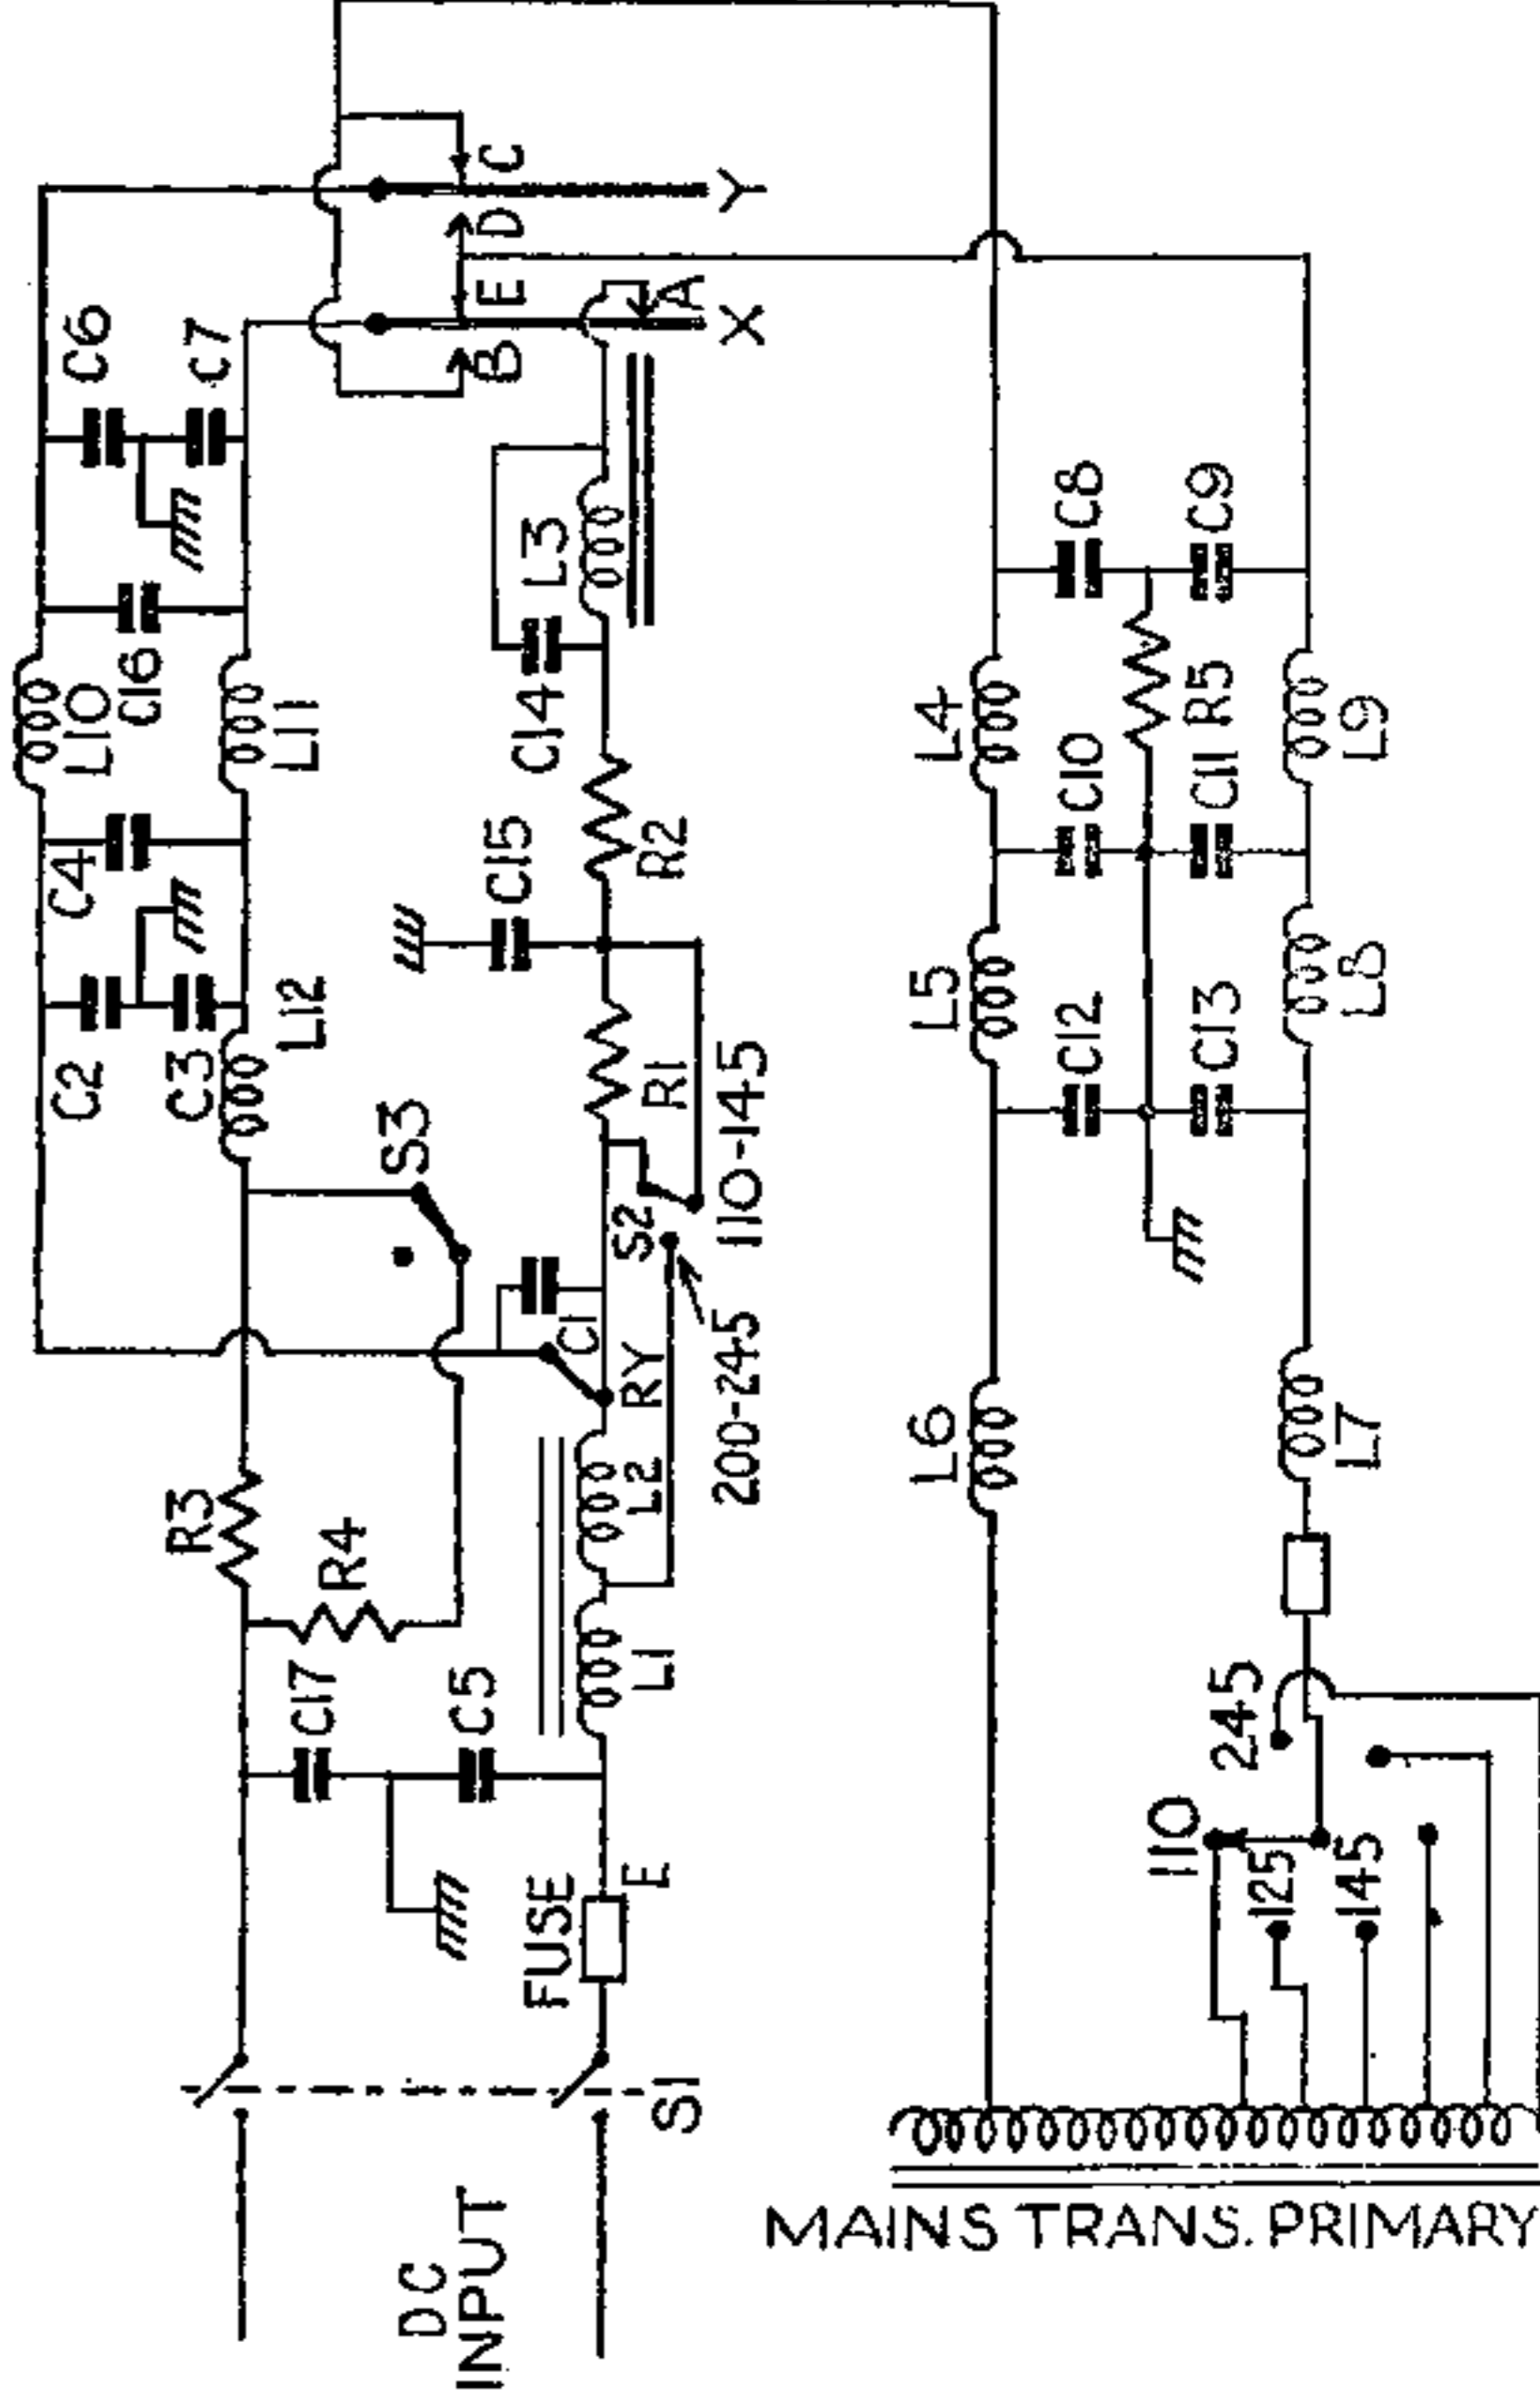 C6
C7
C
D
E
B
A
Y
X
L10
C16
L11
C4
C2
C3
L12
L3
C14
C15
R2
R1
S3
S2
110-145
200-245
C1
RY
L2
L1
R3
R4
C17
C5
FUSE
E
S1
DC
INPUT
C8
C9
L4
C10
C11
R5
L9
L5
C12
C13
L8
L6
L7
245
110
125
145
MAINS TRANS. PRIMARY